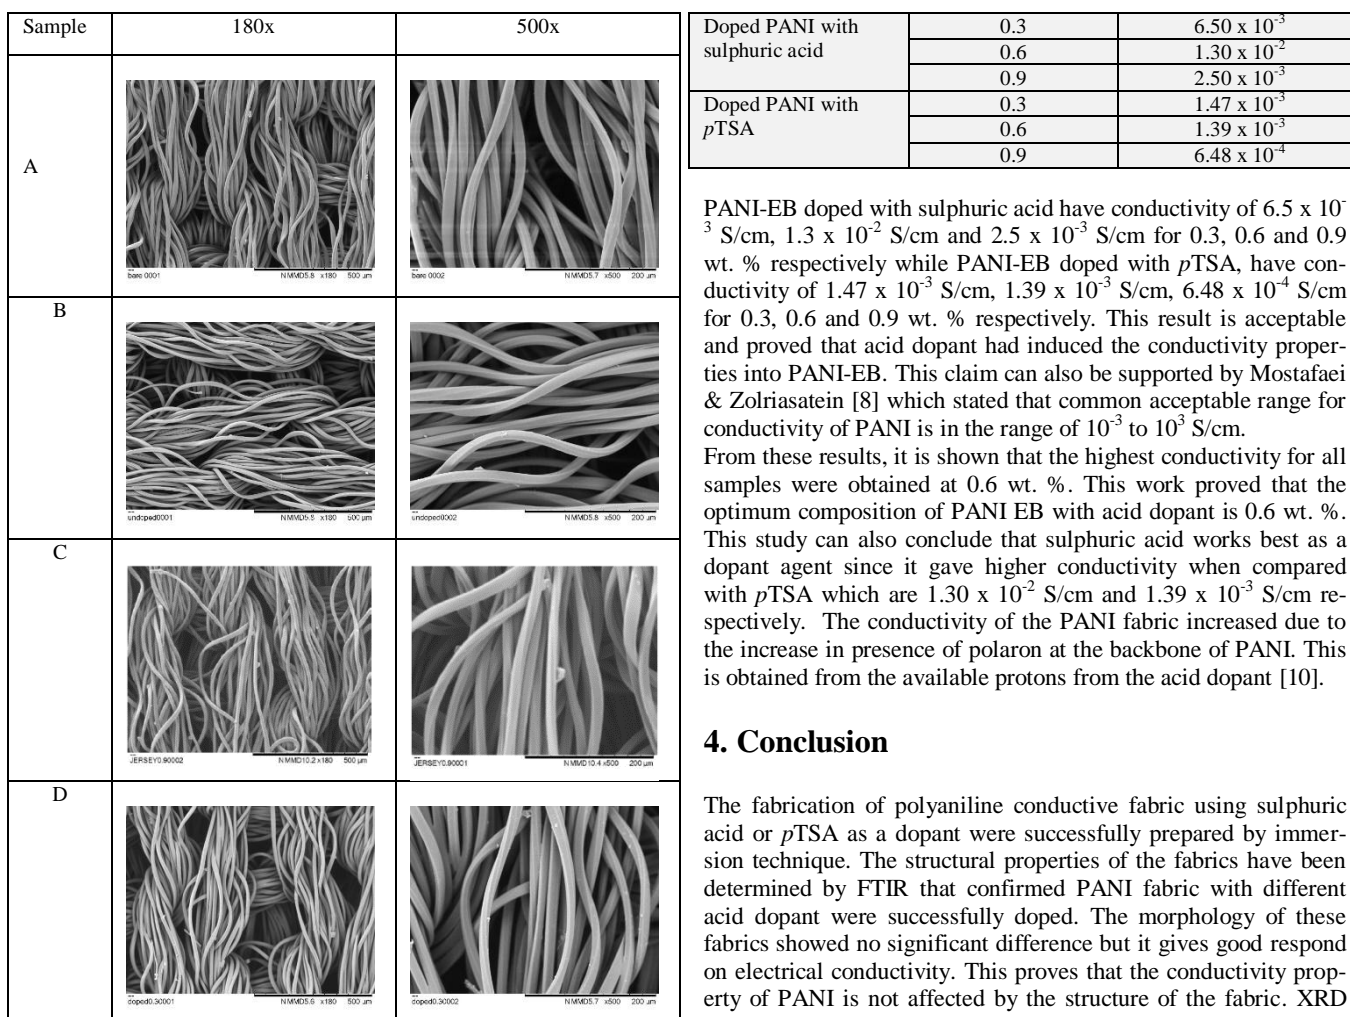 Sample 180x 500x
A
bare 0001 NMMD5.8 x180 500 µm
bare 0002 NMMD5.7 x500 200 µm
B
undoped0001 NMMD5.8 x180 500 µm
undoped0002 NMMD5.8 x500 200 µm
C
JERSEY0.90002 NMMD10.2 x180 500 µm
JERSEY0.90001 NMMD10.4 x500 200 µm
D
doped0.30001 NMMD5.6 x180 500 µm
doped0.30002 NMMD5.7 x500 200 µm
Doped PANI with 0.3 6.50 x 10⁻³
sulphuric acid 0.6 1.30 x 10⁻²
0.9 2.50 x 10⁻³
Doped PANI with 0.3 1.47 x 10⁻³
pTSA 0.6 1.39 x 10⁻³
0.9 6.48 x 10⁻⁴
PANI-EB doped with sulphuric acid have conductivity of 6.5 x 10⁻
³ S/cm, 1.3 x 10⁻² S/cm and 2.5 x 10⁻³ S/cm for 0.3, 0.6 and 0.9
wt. % respectively while PANI-EB doped with pTSA, have con-
ductivity of 1.47 x 10⁻³ S/cm, 1.39 x 10⁻³ S/cm, 6.48 x 10⁻⁴ S/cm
for 0.3, 0.6 and 0.9 wt. % respectively. This result is acceptable
and proved that acid dopant had induced the conductivity proper-
ties into PANI-EB. This claim can also be supported by Mostafaei
& Zolriasatein [8] which stated that common acceptable range for
conductivity of PANI is in the range of 10⁻³ to 10³ S/cm.
From these results, it is shown that the highest conductivity for all
samples were obtained at 0.6 wt. %. This work proved that the
optimum composition of PANI EB with acid dopant is 0.6 wt. %.
This study can also conclude that sulphuric acid works best as a
dopant agent since it gave higher conductivity when compared
with pTSA which are 1.30 x 10⁻² S/cm and 1.39 x 10⁻³ S/cm re-
spectively. The conductivity of the PANI fabric increased due to
the increase in presence of polaron at the backbone of PANI. This
is obtained from the available protons from the acid dopant [10].
4. Conclusion
The fabrication of polyaniline conductive fabric using sulphuric
acid or pTSA as a dopant were successfully prepared by immer-
sion technique. The structural properties of the fabrics have been
determined by FTIR that confirmed PANI fabric with different
acid dopant were successfully doped. The morphology of these
fabrics showed no significant difference but it gives good respond
on electrical conductivity. This proves that the conductivity prop-
erty of PANI is not affected by the structure of the fabric. XRD